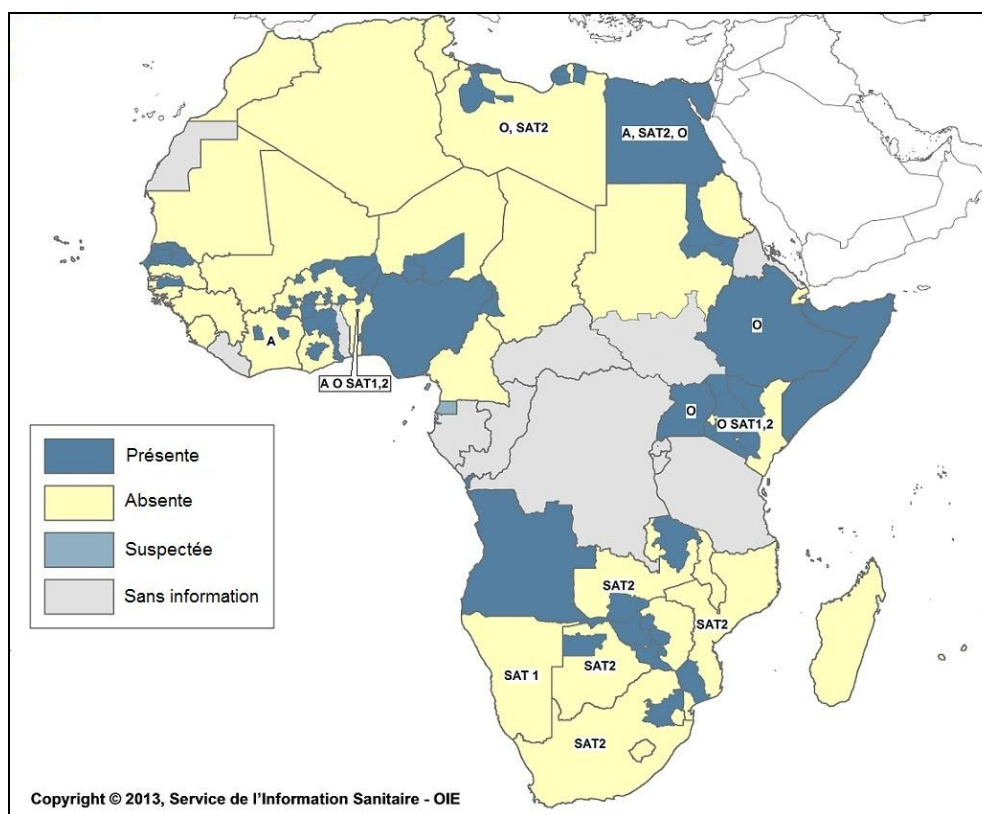 O, SAT2
A, SAT2, O
O
A
A O SAT1,2
O
O SAT1,2
Présente
Absente
Suspectée
Sans information
SAT2
SAT2
SAT 1
SAT2
SAT2
Copyright © 2013, Service de l'Information Sanitaire - OIE